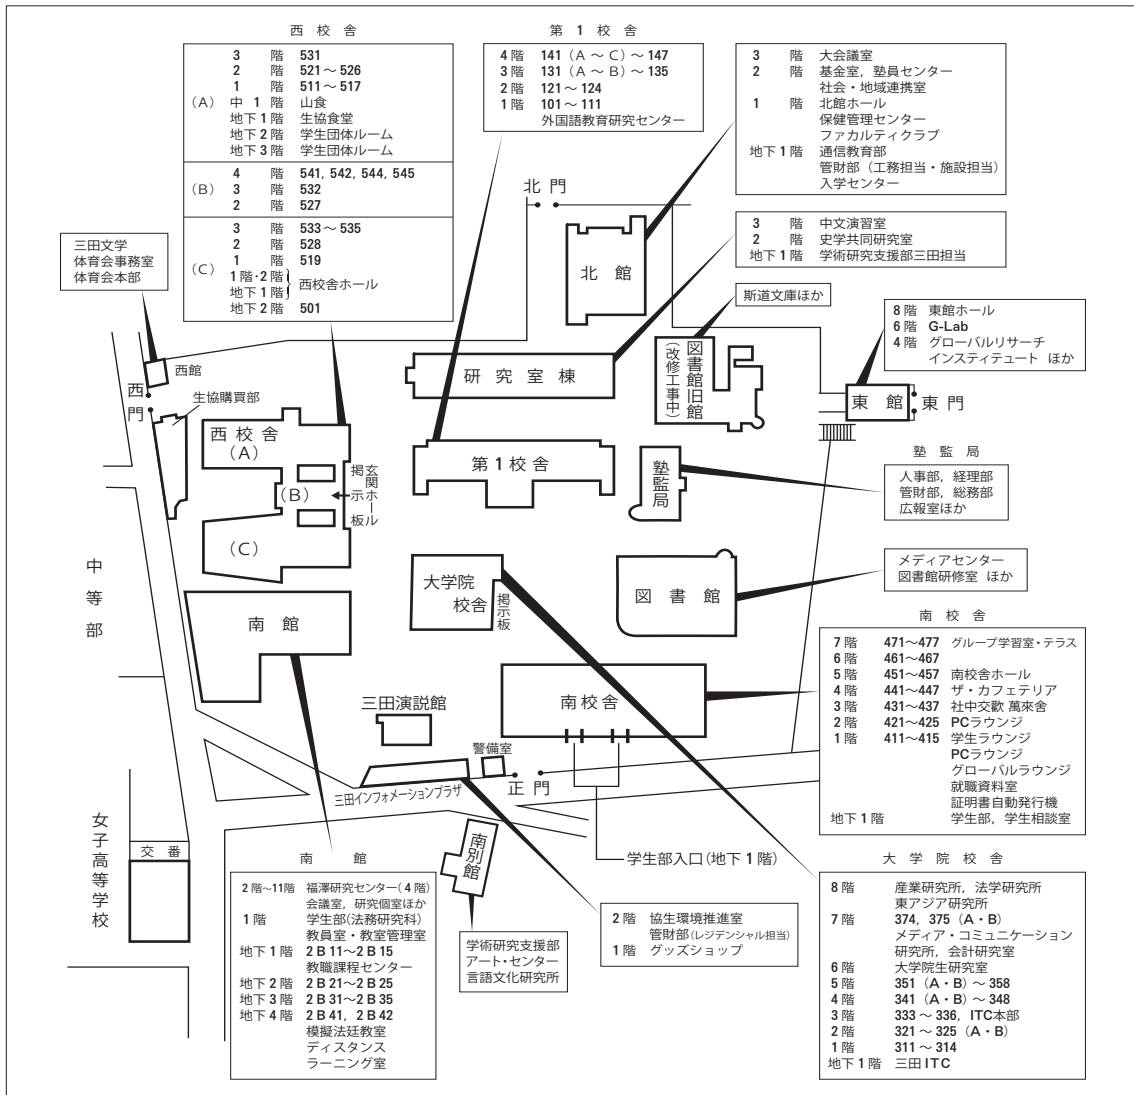 西校舎
(A)
3 階 531
2 階 521～526
1 階 511～517
中 1 階 山食
地下1階 生協食堂
地下2階 学生団体ルーム
地下3階 学生団体ルーム
(B)
4 階 541, 542, 544, 545
3 階 532
2 階 527
(C)
3 階 533～535
2 階 528
1 階 519
1階・2階
地下1階
西校舎ホール
地下2階 501
第1校舎
4階 141（A～C）～147
3階 131（A～B）～135
2階 121～124
1階 101～111
外国語教育研究センター
3 階 大会議室
2 階 基金室，塾員センター
社会・地域連携室
1 階 北館ホール
保健管理センター
ファカルティクラブ
地下1階 通信教育部
管財部（工務担当・施設担当）
入学センター
3 階 中文演習室
2 階 史学共同研究室
地下1階 学術研究支援部三田担当
三田文学
体育会事務室
体育会本部
北門
北館
斯道文庫ほか
8階 東館ホール
6階 G-Lab
4階 グローバルリサーチ
インスティテュート ほか
西館
西門
生協購買部
研究室棟
図書館旧館
（改修工事中）
東館
東門
西校舎
(A)
(B)
(C)
玄関ホール
掲示板
第1校舎
塾監局
塾監局
人事部，経理部
管財部，総務部
広報室ほか
中等部
大学院
校舎
掲示板
図書館
メディアセンター
図書館研修室 ほか
南館
南校舎
7階 471～477 グループ学習室・テラス
6階 461～467
5階 451～457 南校舎ホール
4階 441～447 ザ・カフェテリア
3階 431～437 社中交歡 萬來舍
2階 421～425 PCラウンジ
1階 411～415 学生ラウンジ
PCラウンジ
グローバルラウンジ
就職資料室
証明書自動発行機
地下1階 学生部，学生相談室
三田演説館
南校舎
警備室
正門
三田インフォメーションプラザ
女子高等学校
交番
南別館
学生部入口(地下1階)
南館
2階～11階 福澤研究センター(4階)
会議室，研究個室ほか
1階 学生部(法務研究科)
教員室・教室管理室
地下1階 2B11～2B15
教職課程センター
地下2階 2B21～2B25
地下3階 2B31～2B35
地下4階 2B41, 2B42
模擬法廷教室
ディスタンス
ラーニング室
学術研究支援部
アート・センター
言語文化研究所
2階 協生環境推進室
管財部(レジデンシャル担当)
1階 グッズショップ
大学院校舎
8階 産業研究所，法学研究所
東アジア研究所
7階 374，375（A・B）
メディア・コミュニケーション
研究所，会計研究室
6階 大学院生研究室
5階 351（A・B）～358
4階 341（A・B）～348
3階 333～336，ITC本部
2階 321～325（A・B）
1階 311～314
地下1階 三田ITC